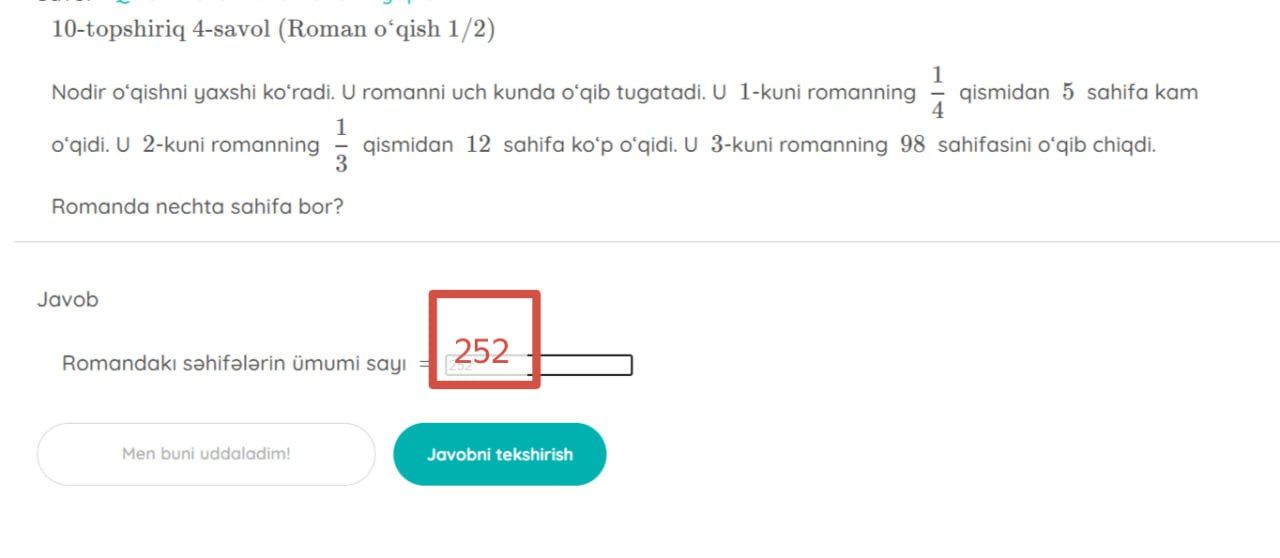 10-topshiriq 4-savol (Roman o‘qish 1/2)
Nodir o‘qishni yaxshi ko‘radi. U romanni uch kunda o‘qib tugatadi. U 1-kuni romanning 1/4 qismidan 5 sahifa kam
o‘qidi. U 2-kuni romanning 1/3 qismidan 12 sahifa ko‘p o‘qidi. U 3-kuni romanning 98 sahifasini o‘qib chiqdi.
Romanda nechta sahifa bor?
Javob
Romandakı səhifələrin ümumi sayı = 252
252
Men buni uddaladim!
Javobni tekshirish